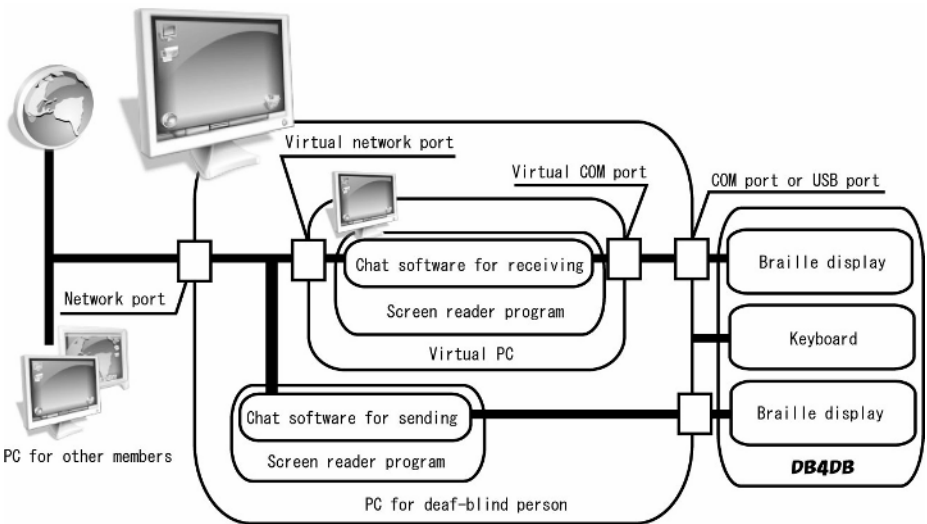 Virtual network port
Virtual COM port
COM port or USB port
Network port
Chat software for receiving
Screen reader program
Virtual PC
Braille display
Keyboard
Chat software for sending
Screen reader program
Braille display
PC for other members
DB4DB
PC for deaf-blind person